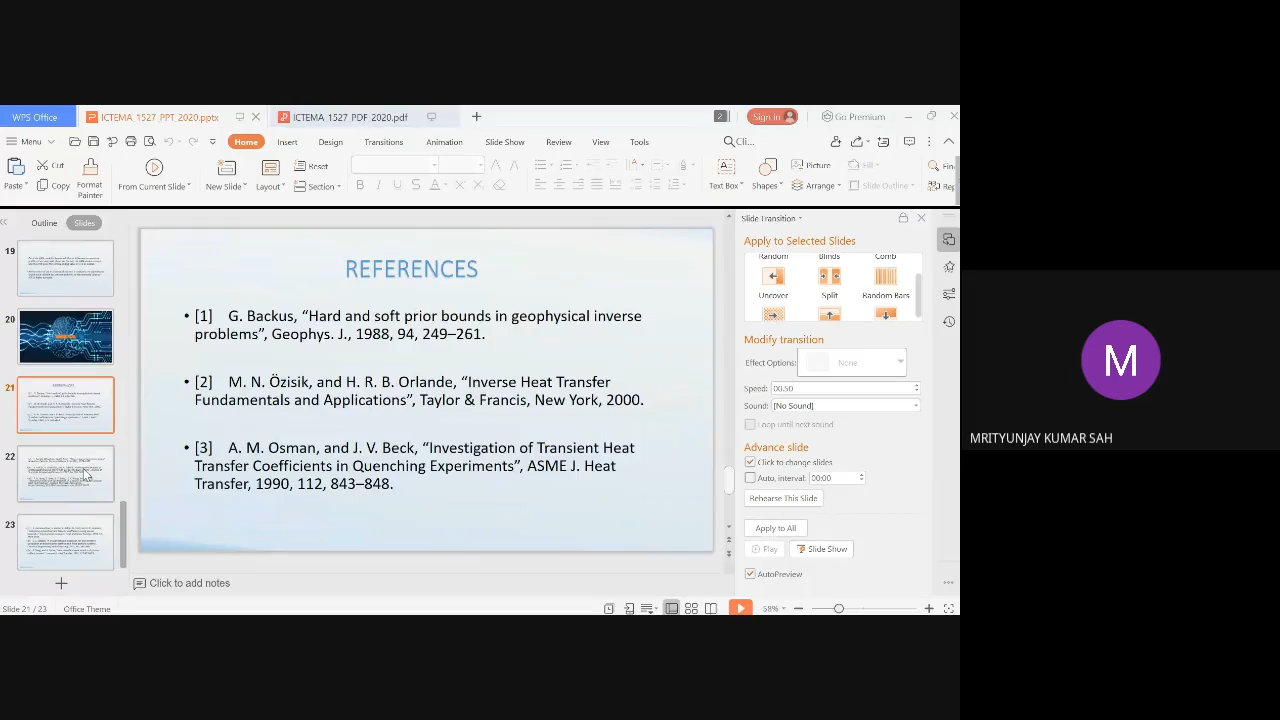 WPS Office
ICTEMA_1527_PPT_2020.pptx
ICTEMA_1527_PDF_2020.pdf
2
Sign in
Go Premium
Menu
Home
Insert
Design
Transitions
Animation
Slide Show
Review
View
Tools
Cli...
Paste
Cut
Copy
Format Painter
From Current Slide
New Slide
Layout
Reset
Section
B I U S A
Text Box
Shapes
Picture
Arrange
Fill
Slide Outline
Outline
Slides
19
20
21
22
23
REFERENCES
• [1] G. Backus, “Hard and soft prior bounds in geophysical inverse
problems”, Geophys. J., 1988, 94, 249–261.
• [2] M. N. Özisik, and H. R. B. Orlande, “Inverse Heat Transfer
Fundamentals and Applications”, Taylor & Francis, New York, 2000.
• [3] A. M. Osman, and J. V. Beck, “Investigation of Transient Heat
Transfer Coefficients in Quenching Experiments”, ASME J. Heat
Transfer, 1990, 112, 843–848.
Click to add notes
Slide Transition
Apply to Selected Slides
Random
Blinds
Comb
Uncover
Split
Random Bars
Modify transition
Effect Options:
None
Speed: 00.50
Sound: [No Sound]
Loop until next sound
Advance slide
Click to change slides
Auto, interval: 00:00
Rehearse This Slide
Apply to All
Play
Slide Show
AutoPreview
Slide 21 / 23
Office Theme
58%
M
MRITYUNJAY KUMAR SAH